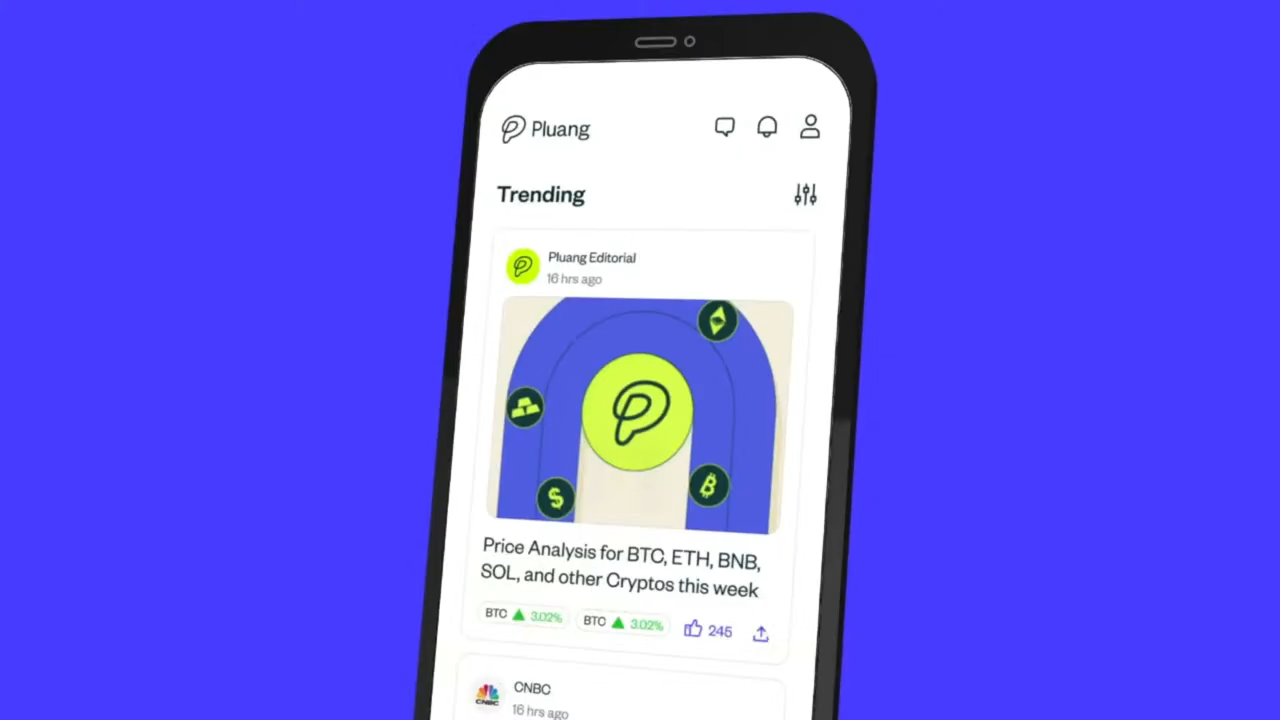 Pluang
Trending
Pluang Editorial
16 hrs ago
Price Analysis for BTC, ETH, BNB,
SOL, and other Cryptos this week
BTC ▲ 3.02% BTC ▲ 3.02% 245
CNBC
CNBC
16 hrs ago